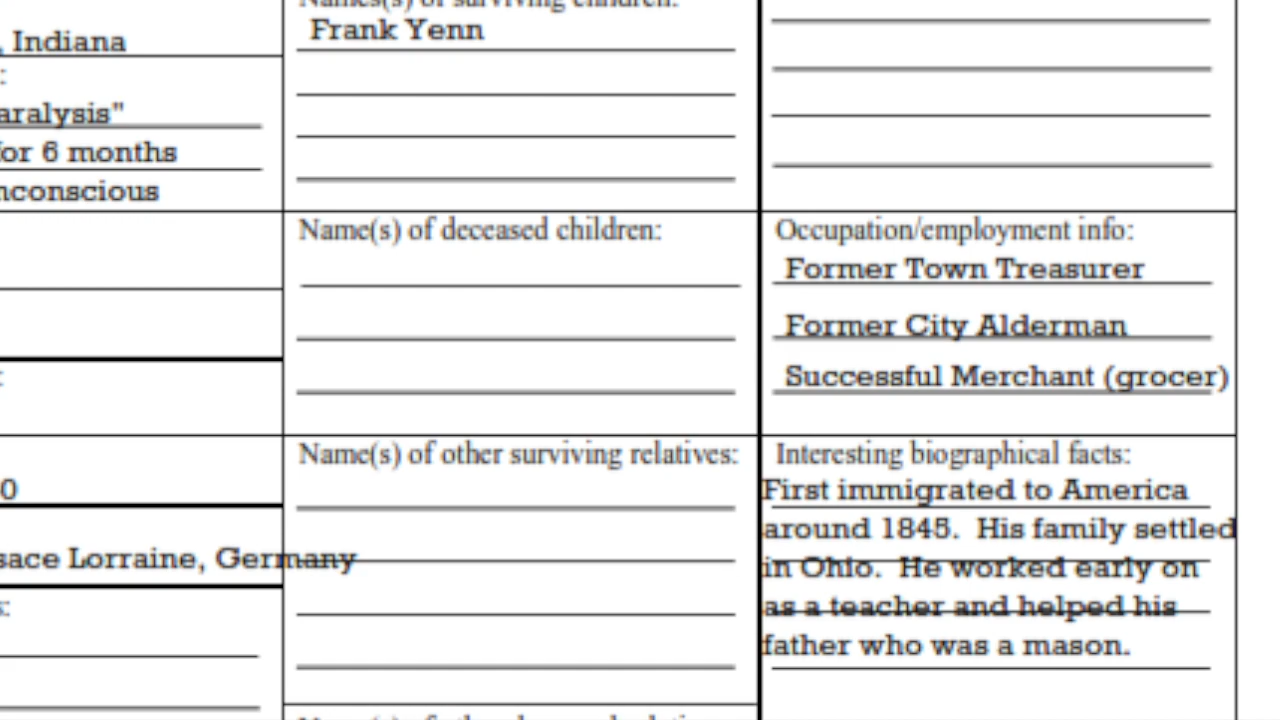 , Indiana
:
"
for 6 months
sace Lorraine, Germany
Name(s) of surviving children:
Frank Yenn
Name(s) of deceased children:
Name(s) of other surviving relatives:
Occupation/employment info:
Former Town Treasurer
Former City Alderman
Successful Merchant (grocer)
Interesting biographical facts:
First immigrated to America
around 1845. His family settled
in Ohio. He worked early on
as a teacher and helped his
father who was a mason.